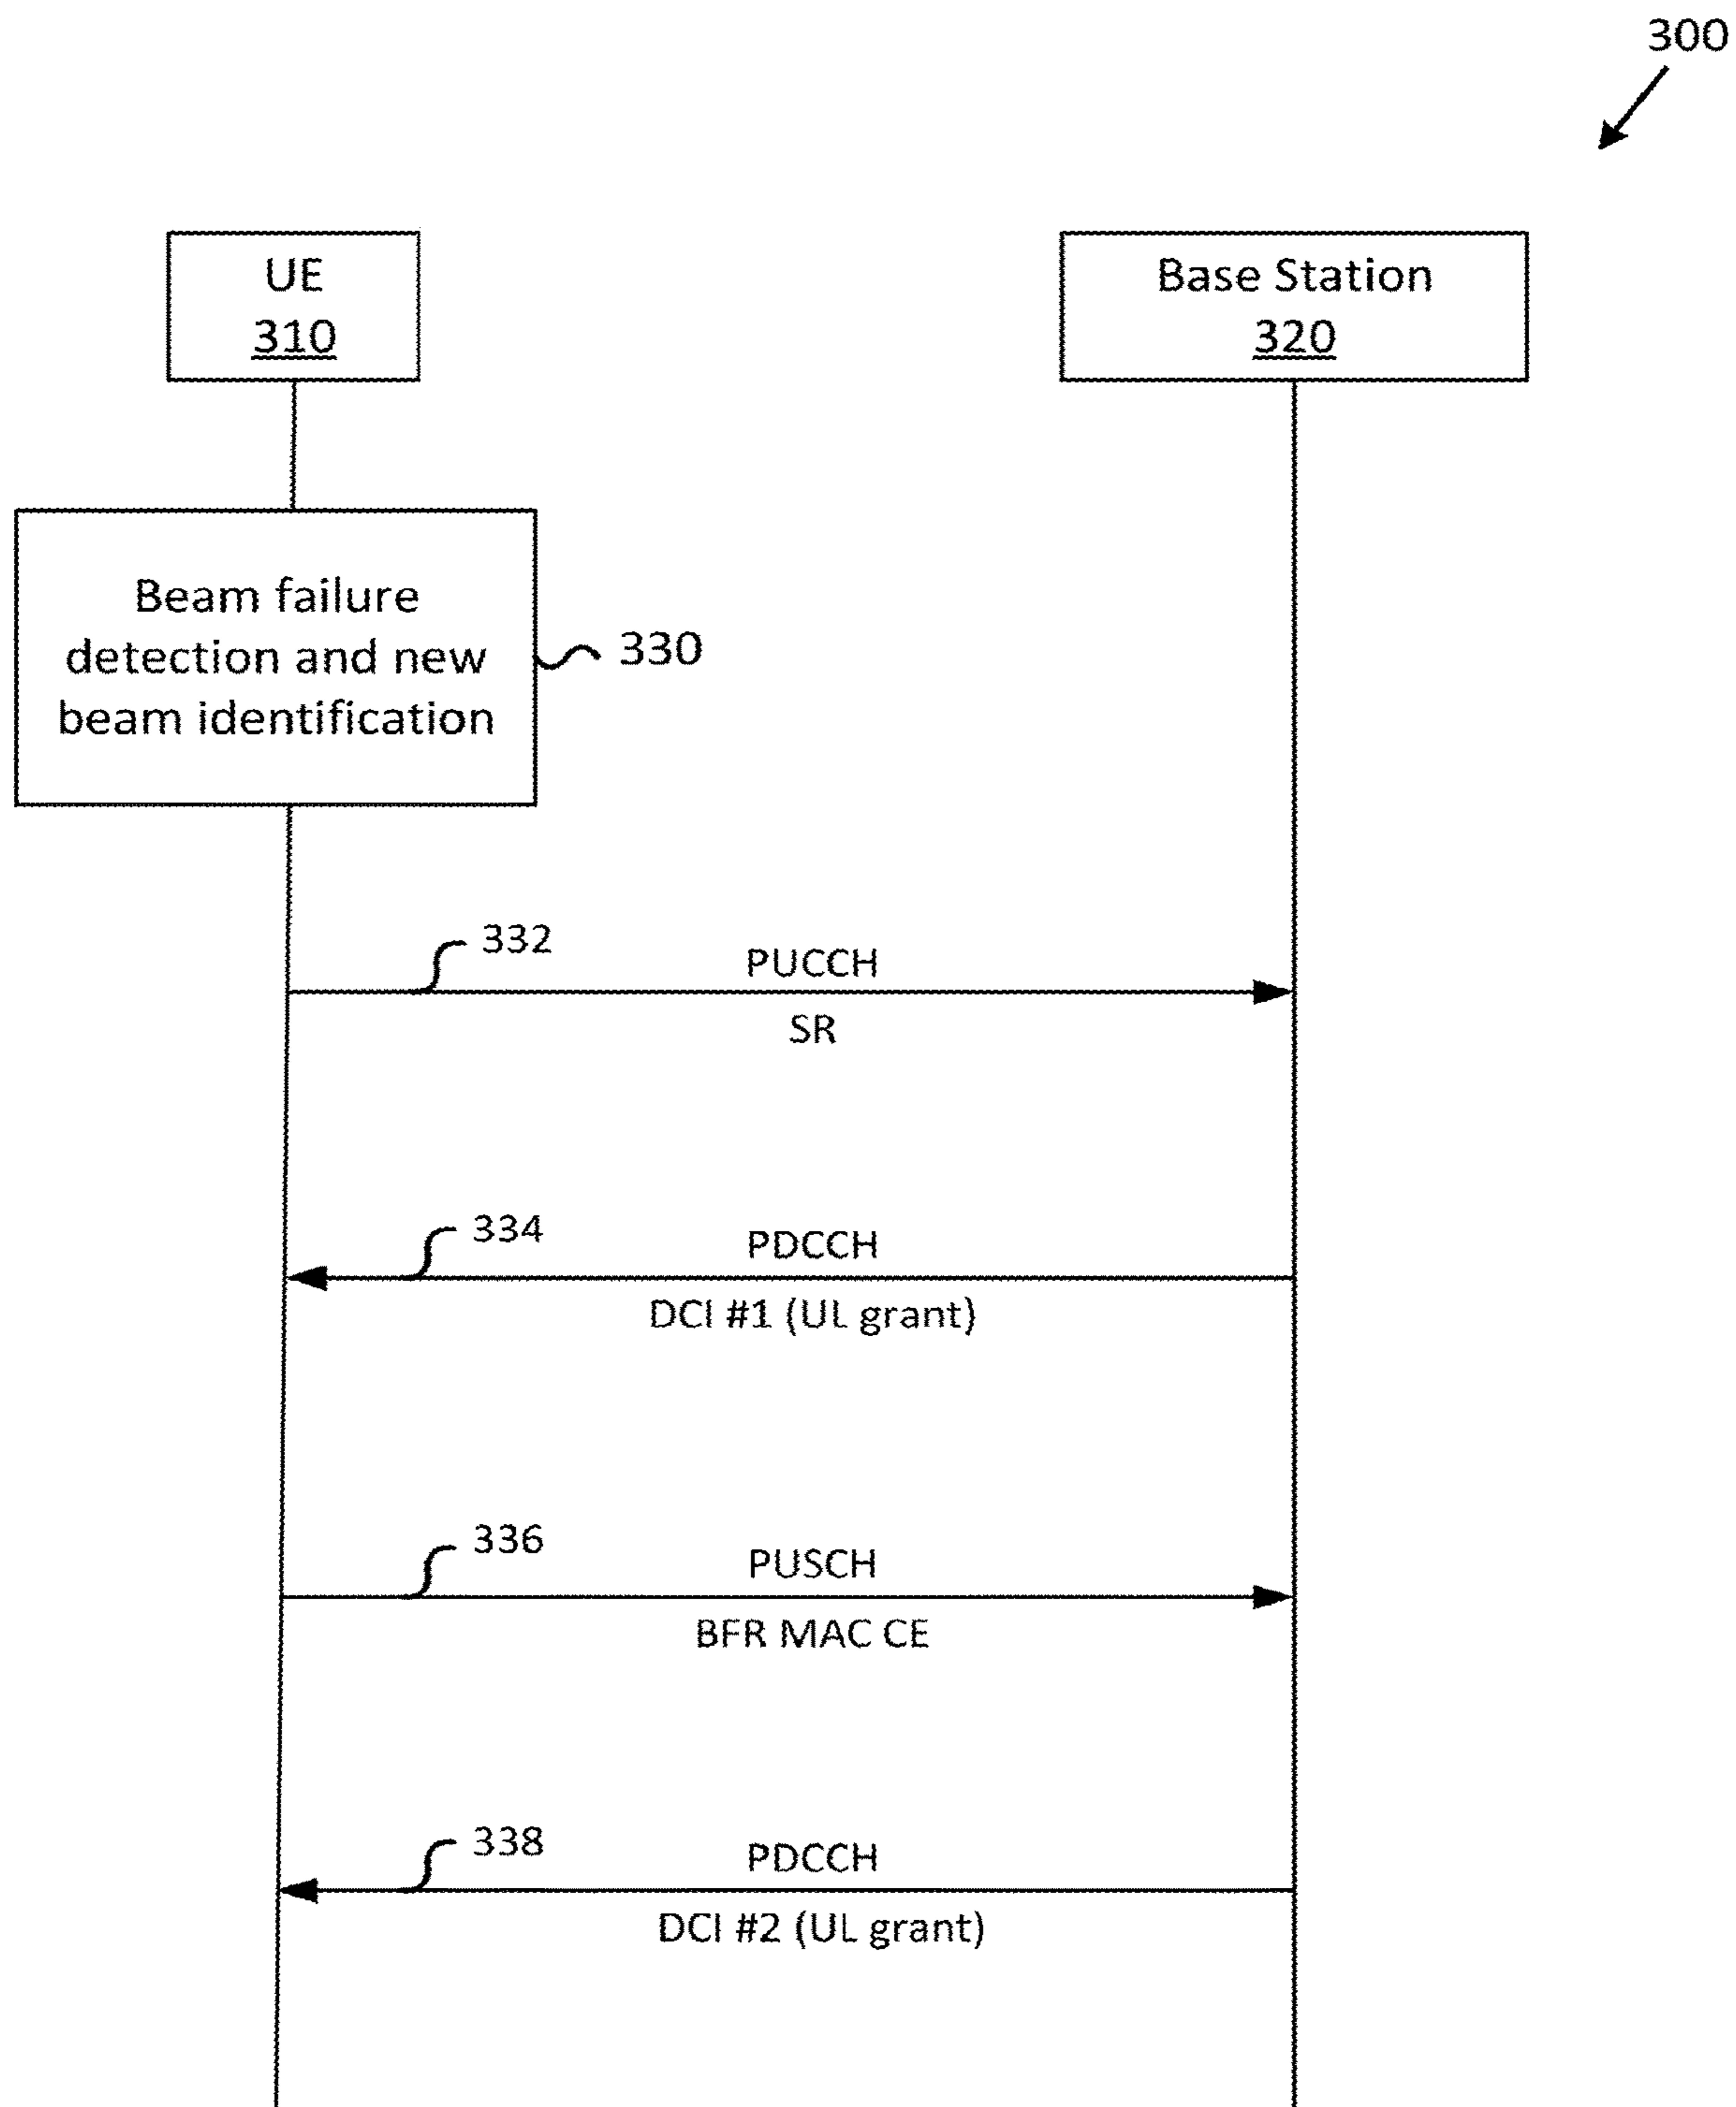 300
UE
310
Base Station
320
Beam failure
detection and new
beam identification
330
332
PUCCH
SR
334
PDCCH
DCI #1 (UL grant)
336
PUSCH
BFR MAC CE
338
PDCCH
DCI #2 (UL grant)